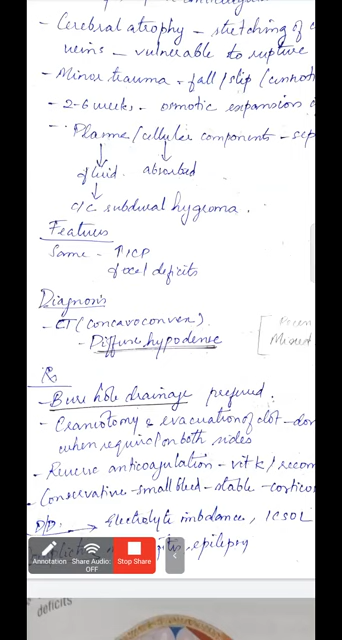 - Cerebral atrophy - stretching of
veins - vulnerable to rupture
- Minor trauma - fall / slip /
- 2-6 weeks - osmotic expansion
- Plasma / cellular components -
fluid. absorbed
c/c subdural hygroma.
Features
Same - ↑ICP
focal deficits
Diagnosis
- CT (concavoconvex).
- Diffuse hypodense
Rx
- Burr hole drainage preferred.
- Craniotomy & evacuation of clot -
when required on both sides
- Reverse anticoagulation - vit K /
- Conservative - small bleed - stable -
D/D: → Electrolyte imbalance, ICSOL
epilepsy
Annotation
Share Audio: OFF
Stop Share
<
deficits